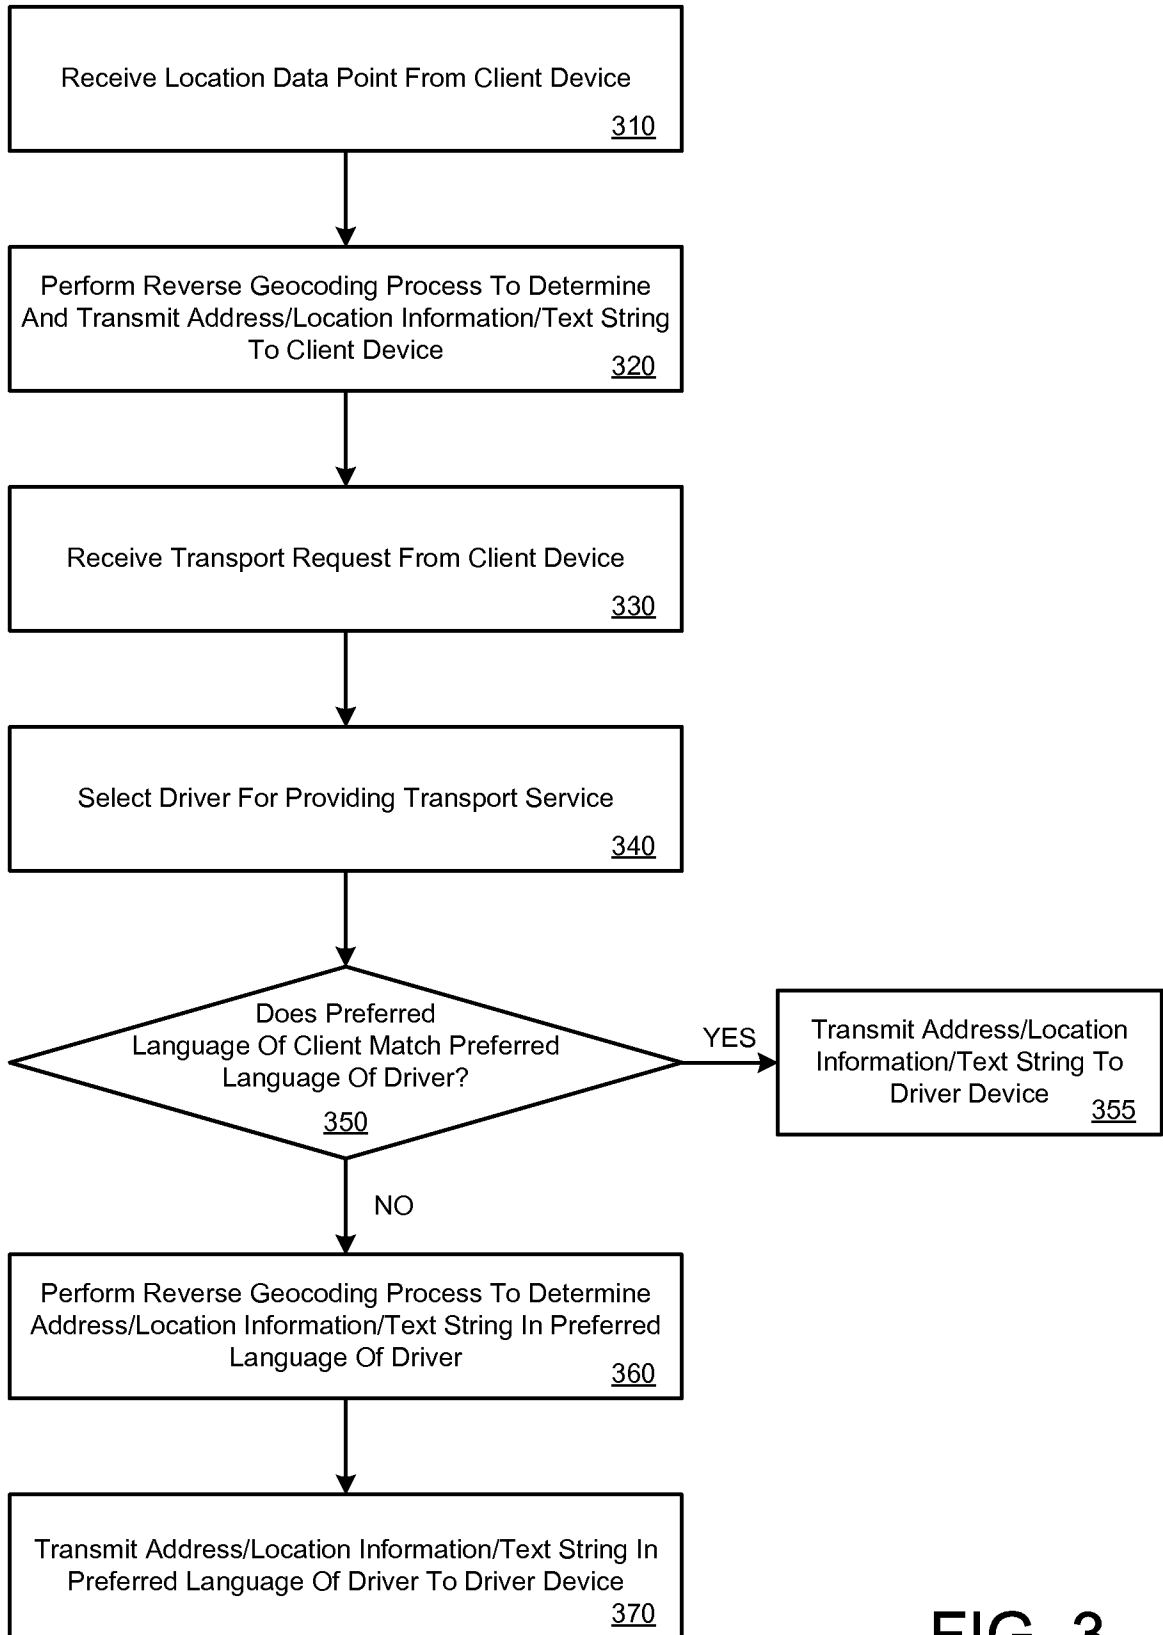 Receive Location Data Point From Client Device
310
Perform Reverse Geocoding Process To Determine
And Transmit Address/Location Information/Text String
To Client Device
320
Receive Transport Request From Client Device
330
Select Driver For Providing Transport Service
340
Does Preferred
Language Of Client Match Preferred
Language Of Driver?
350
YES
Transmit Address/Location
Information/Text String To
Driver Device
355
NO
Perform Reverse Geocoding Process To Determine
Address/Location Information/Text String In Preferred
Language Of Driver
360
Transmit Address/Location Information/Text String In
Preferred Language Of Driver To Driver Device
370
FIG. 3